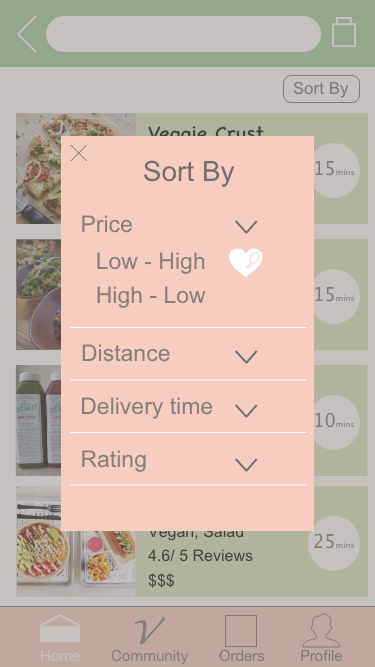 Sort By
Veggie Crust
15mins
Sort By
Price
Low - High
High - Low
15mins
Distance
Delivery time
10mins
Rating
Vegan, Salad
4.6/ 5 Reviews
$$$
25mins
Home
Community
Orders
Profile